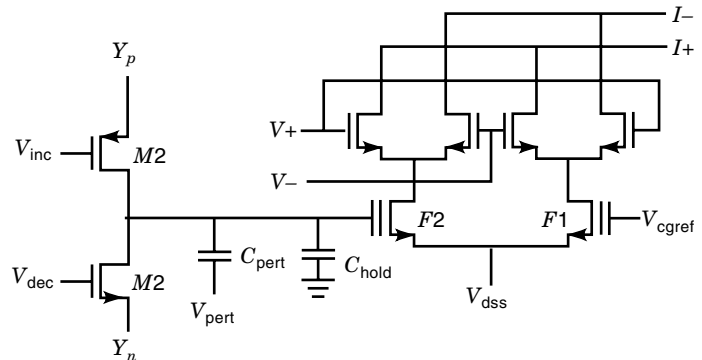 I−
I+
Yp
V+
Vinc
M2
V−
F2
F1
Vcgref
Cpert
Chold
Vdec
M2
Vpert
Vdss
Yn